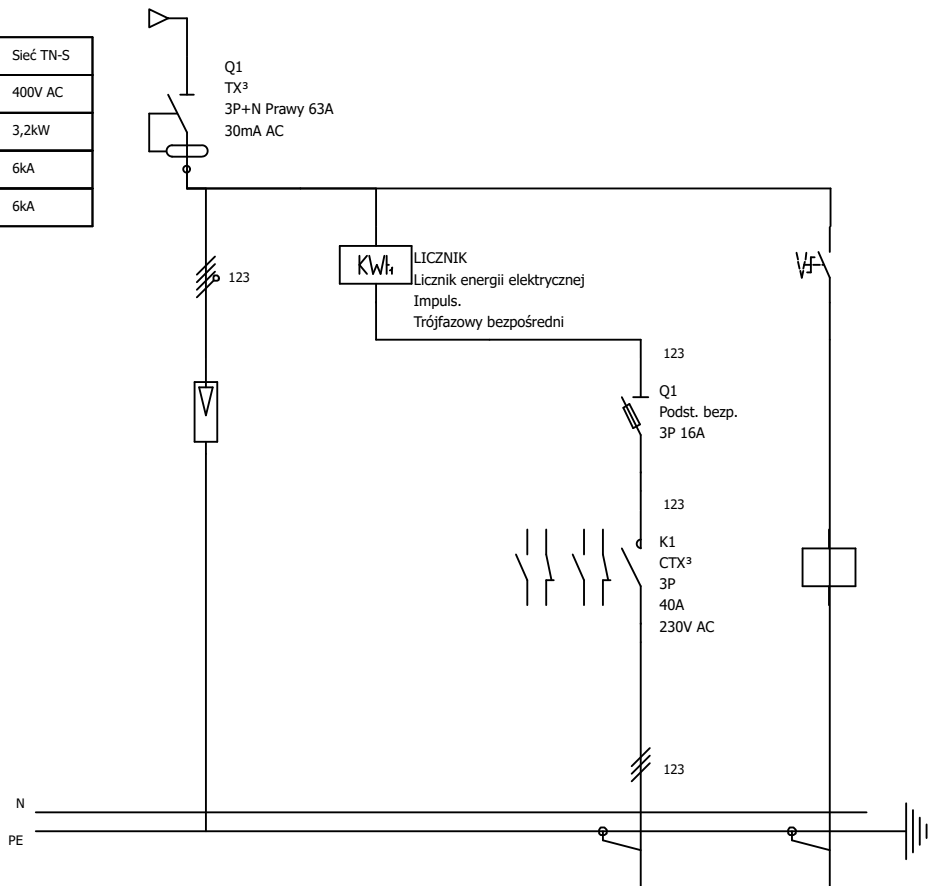 Sieć TN-S
400V AC
3,2kW
6kA
6kA
Q1
TX³
3P+N Prawy 63A
30mA AC
123
KWh
LICZNIK
Licznik energii elektrycznej
Impuls.
Trójfazowy bezpośredni
123
Q1
Podst. bezp.
3P 16A
123
K1
CTX³
3P
40A
230V AC
123
N
PE